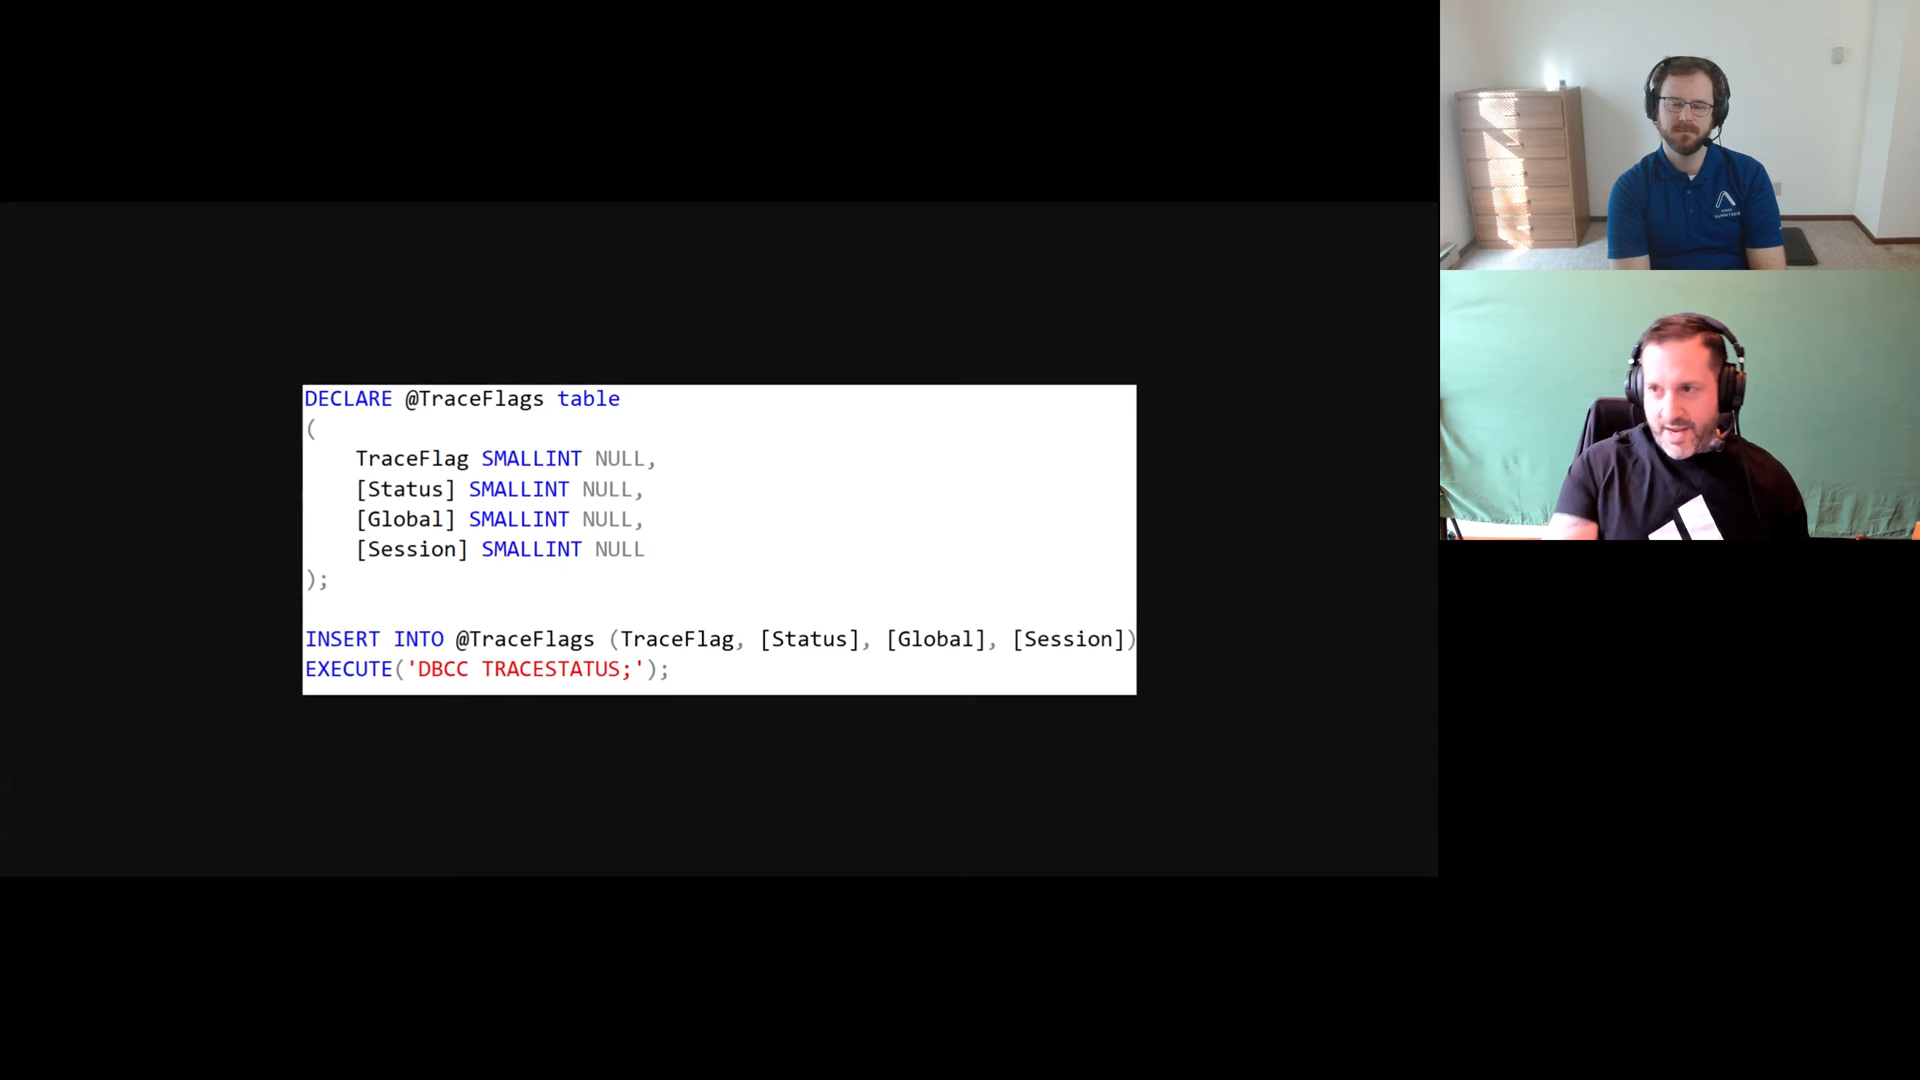 DECLARE @TraceFlags table
(
    TraceFlag SMALLINT NULL,
    [Status] SMALLINT NULL,
    [Global] SMALLINT NULL,
    [Session] SMALLINT NULL
);

INSERT INTO @TraceFlags (TraceFlag, [Status], [Global], [Session])
EXECUTE('DBCC TRACESTATUS;');